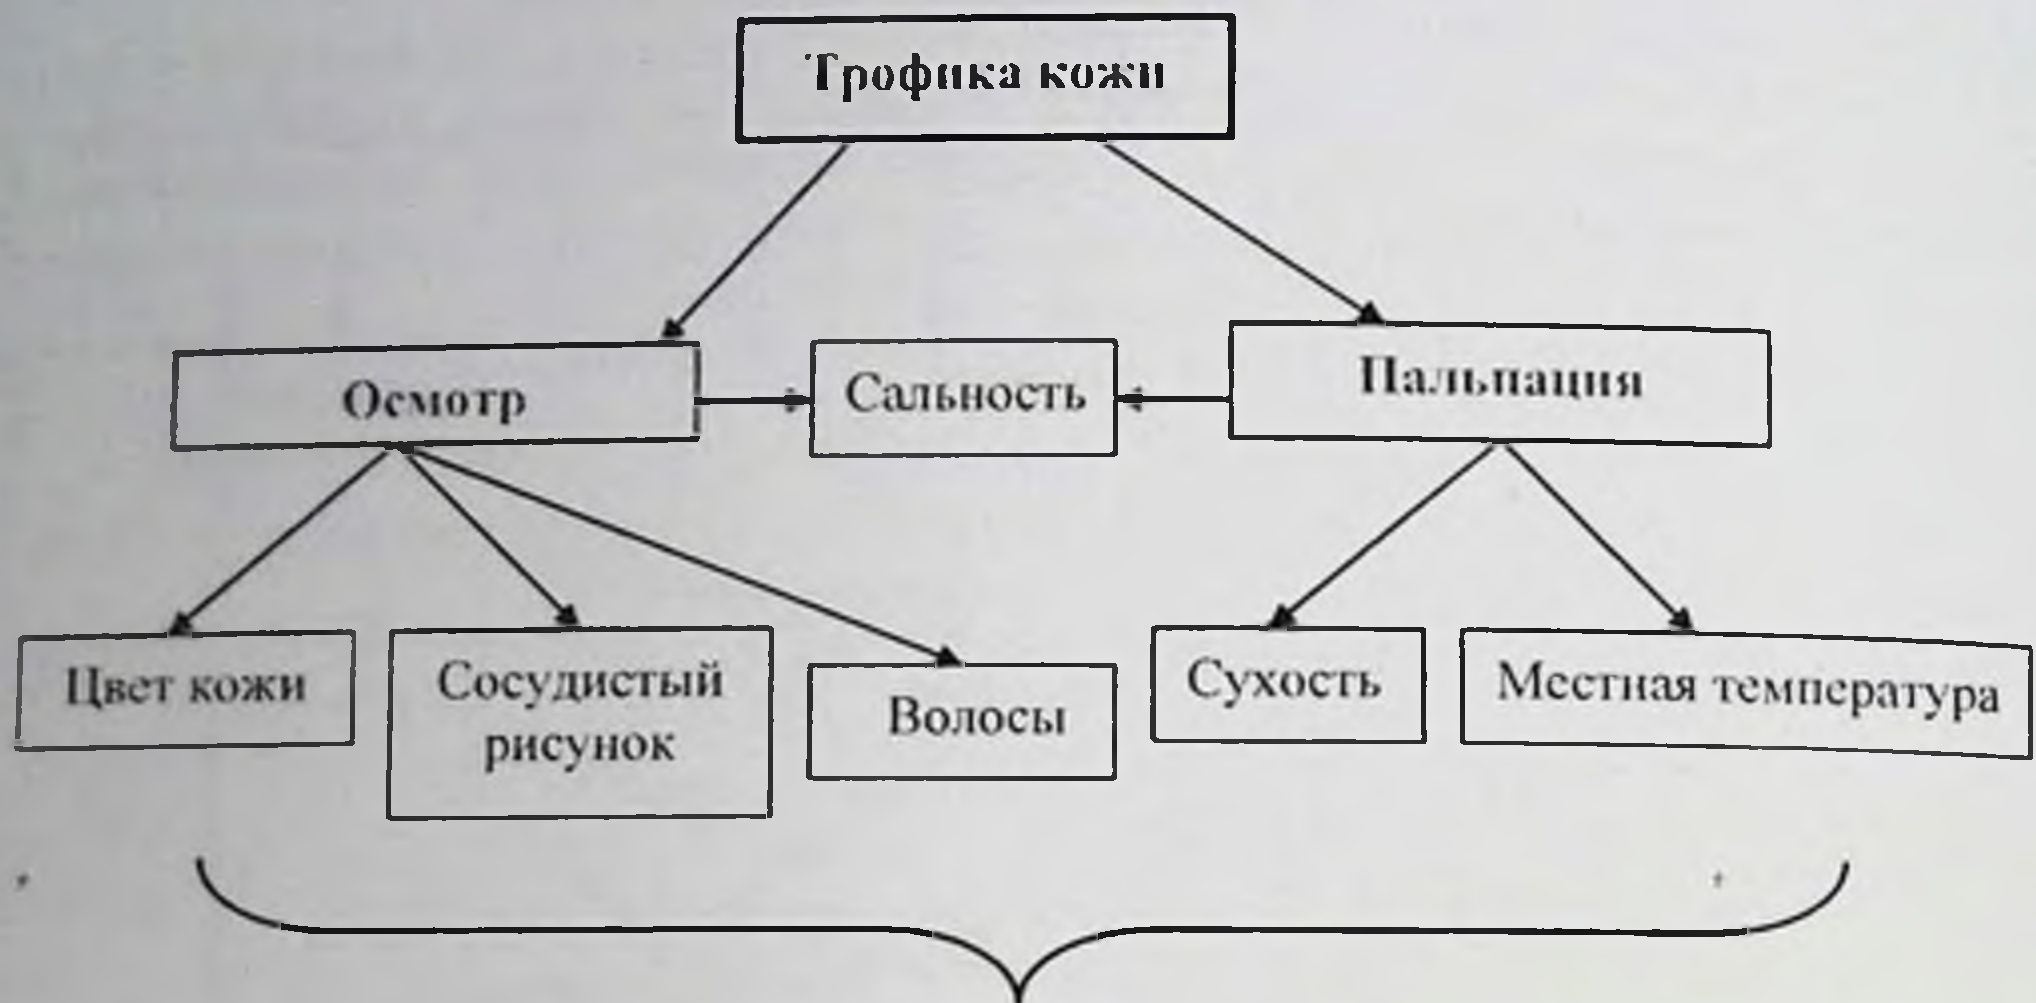 Трофика кожи
Осмотр
Сальность
Пальпация
Цвет кожи
Сосудистый
рисунок
Волосы
Сухость
Местная температура